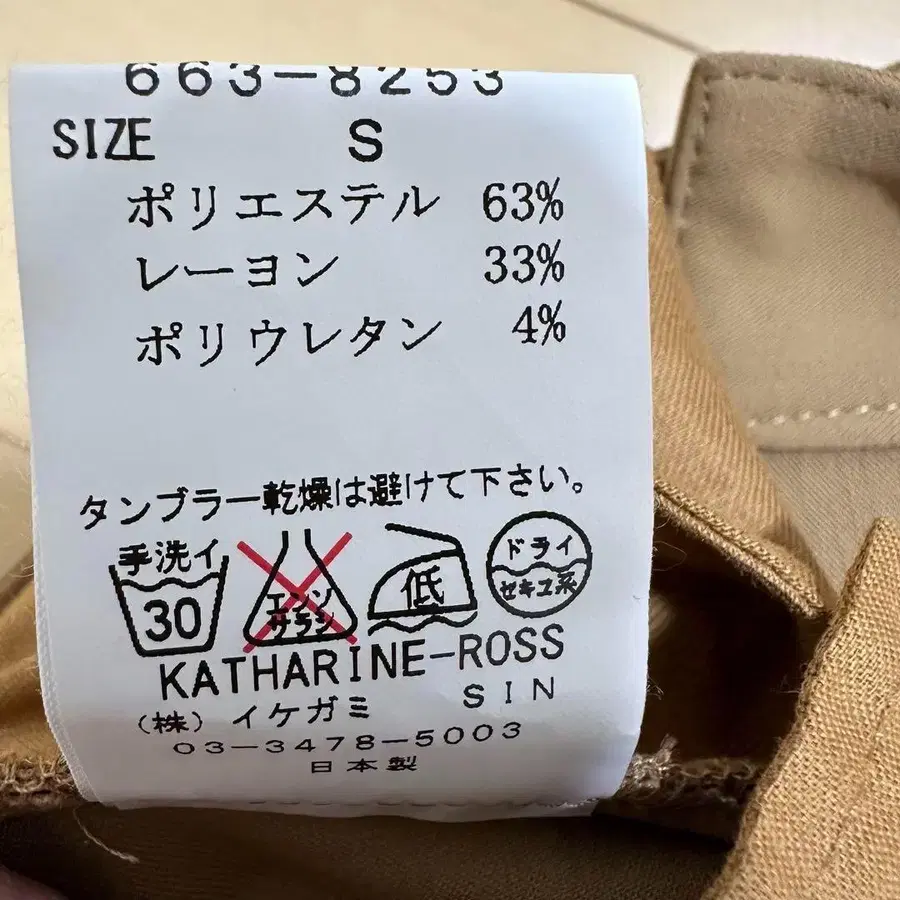 663-8253
SIZE S
ポリエステル 63%
レーヨン 33%
ポリウレタン 4%
タンブラー乾燥は避けて下さい。
手洗イ
30
エンソ
サラシ
低
ドライ
セキユ系
KATHARINE-ROSS
SIN
(株) イケガミ
03-3478-5003
日本製